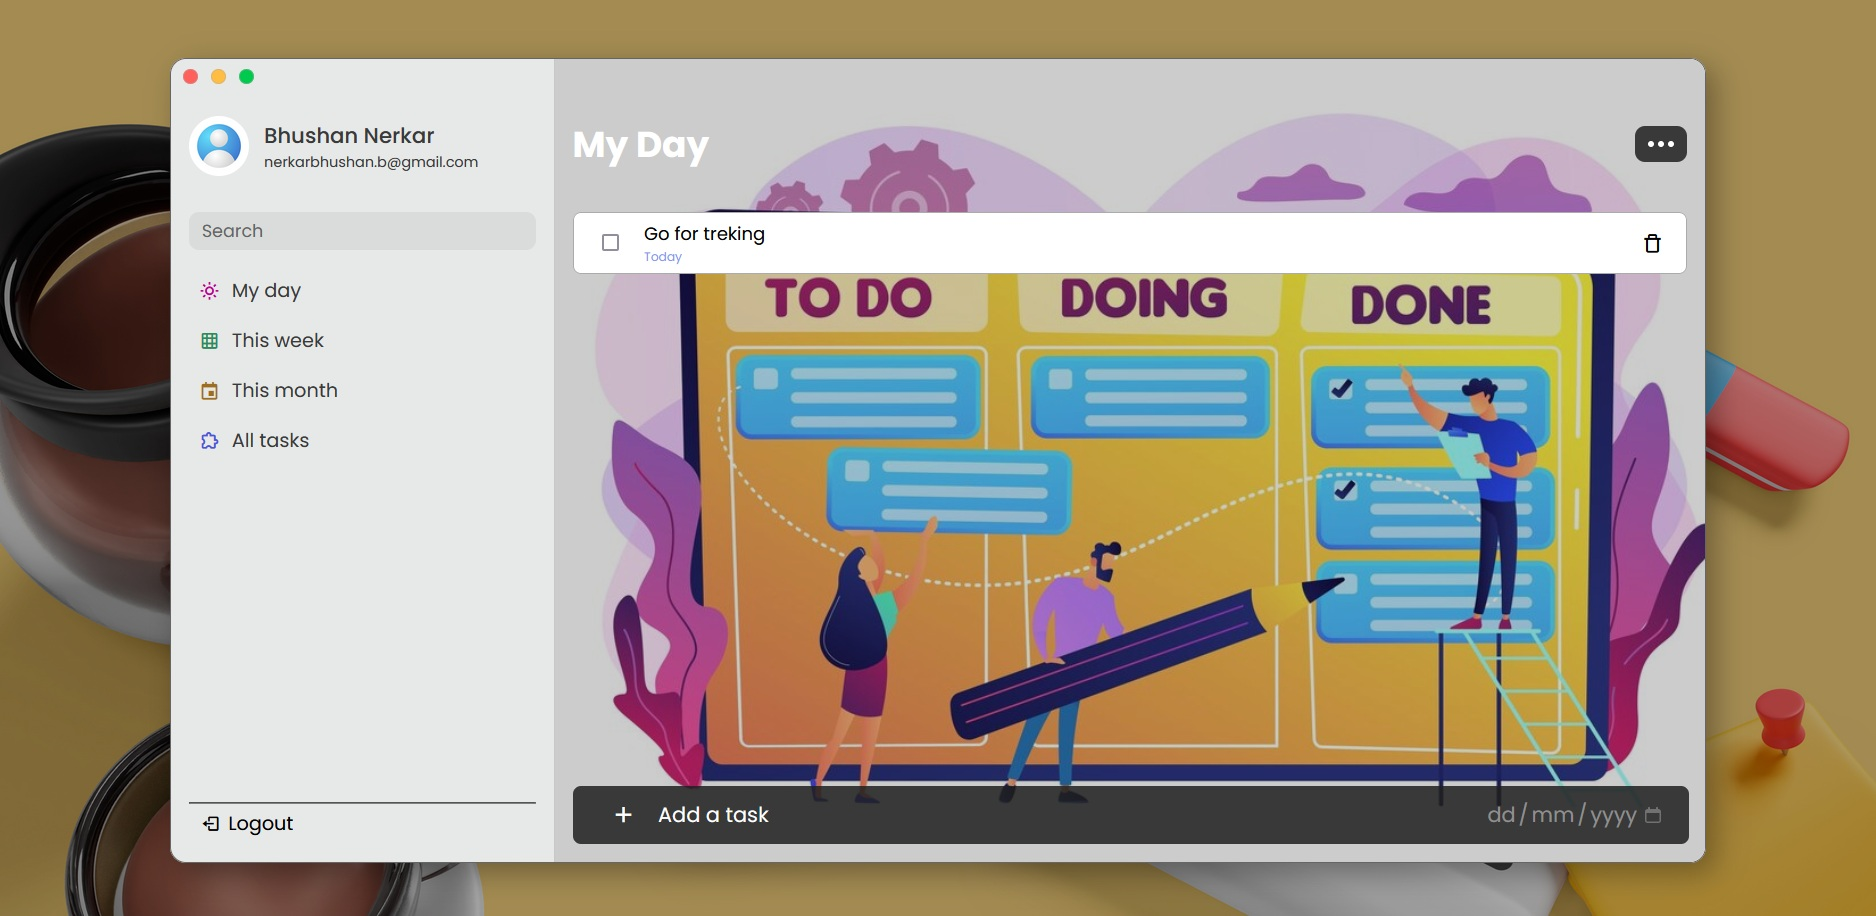 Bhushan Nerkar
nerkarbhushan.b@gmail.com
Search
My day
This week
This month
All tasks
Logout
My Day
Go for treking
Today
TO DO DOING DONE
Add a task dd/mm/yyyy